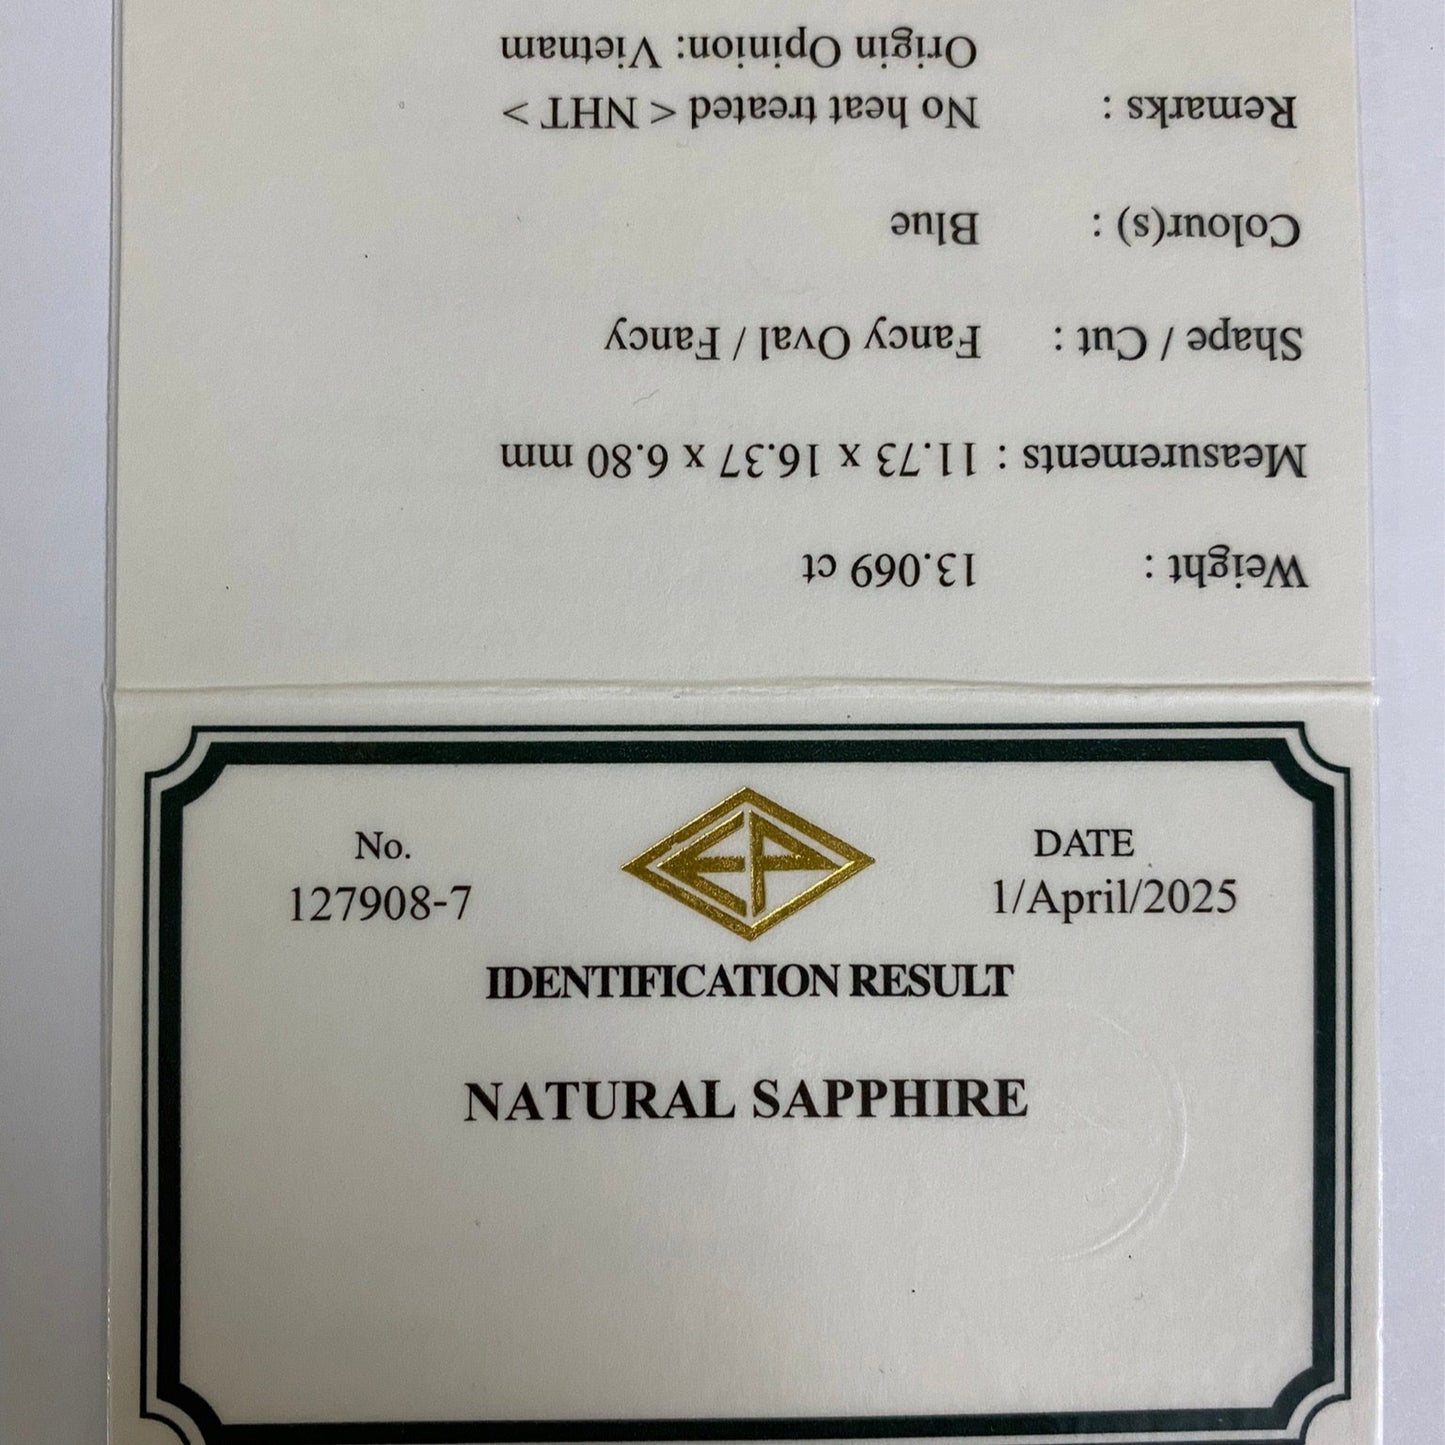 Weight : 13.069 ct
Measurements : 11.73 x 16.37 x 6.80 mm
Shape / Cut : Fancy Oval / Fancy
Colour(s) : Blue
Remarks : No heat treated < NHT >
Origin Opinion: Vietnam
EP
No.
127908-7
DATE
1/April/2025
IDENTIFICATION RESULT
NATURAL SAPPHIRE